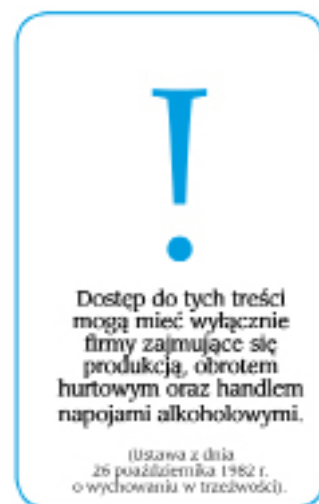 !
Dostęp do tych treści
mogą mieć wyłącznie
firmy zajmujące się
produkcją, obrotem
hurtowym oraz handlem
napojami alkoholowymi.
(Ustawa z dnia
26 października 1982 r.
o wychowaniu w trzeźwości).